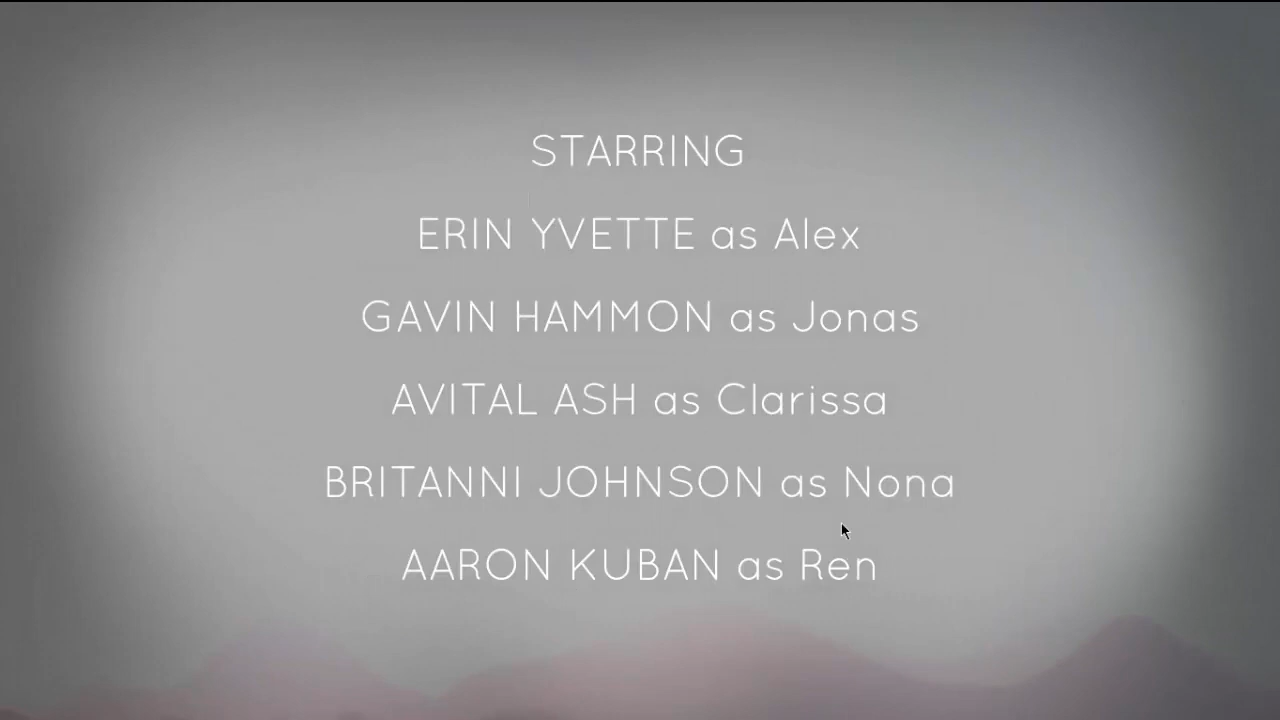 STARRING
ERIN YVETTE as Alex
GAVIN HAMMON as Jonas
AVITAL ASH as Clarissa
BRITANNI JOHNSON as Nona
AARON KUBAN as Ren